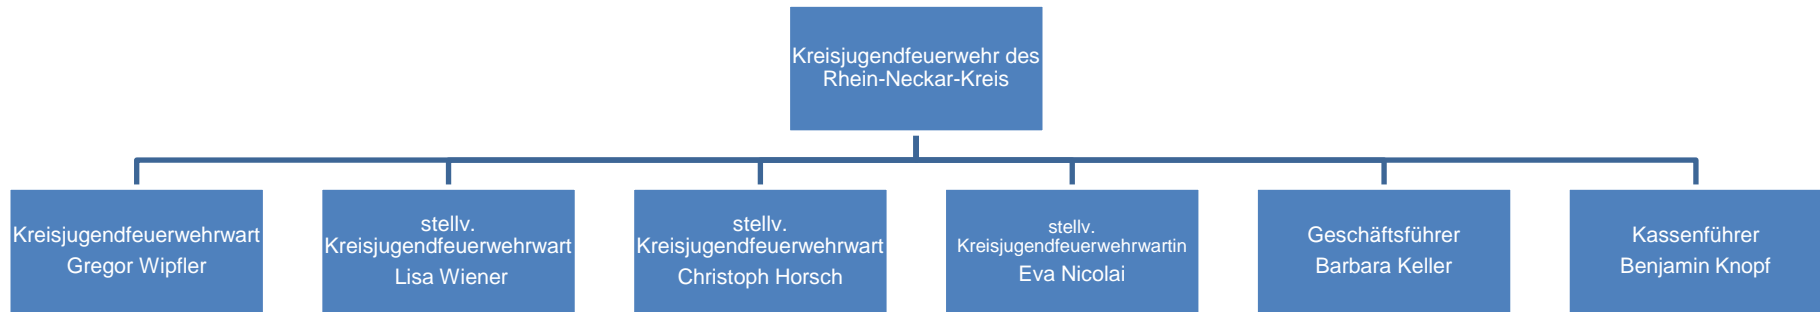 Kreisjugendfeuerwehr des
Rhein-Neckar-Kreis
Kreisjugendfeuerwehrwart
Gregor Wipfler
stellv.
Kreisjugendfeuerwehrwart
Lisa Wiener
stellv.
Kreisjugendfeuerwehrwart
Christoph Horsch
stellv.
Kreisjugendfeuerwehrwartin
Eva Nicolai
Geschäftsführer
Barbara Keller
Kassenführer
Benjamin Knopf